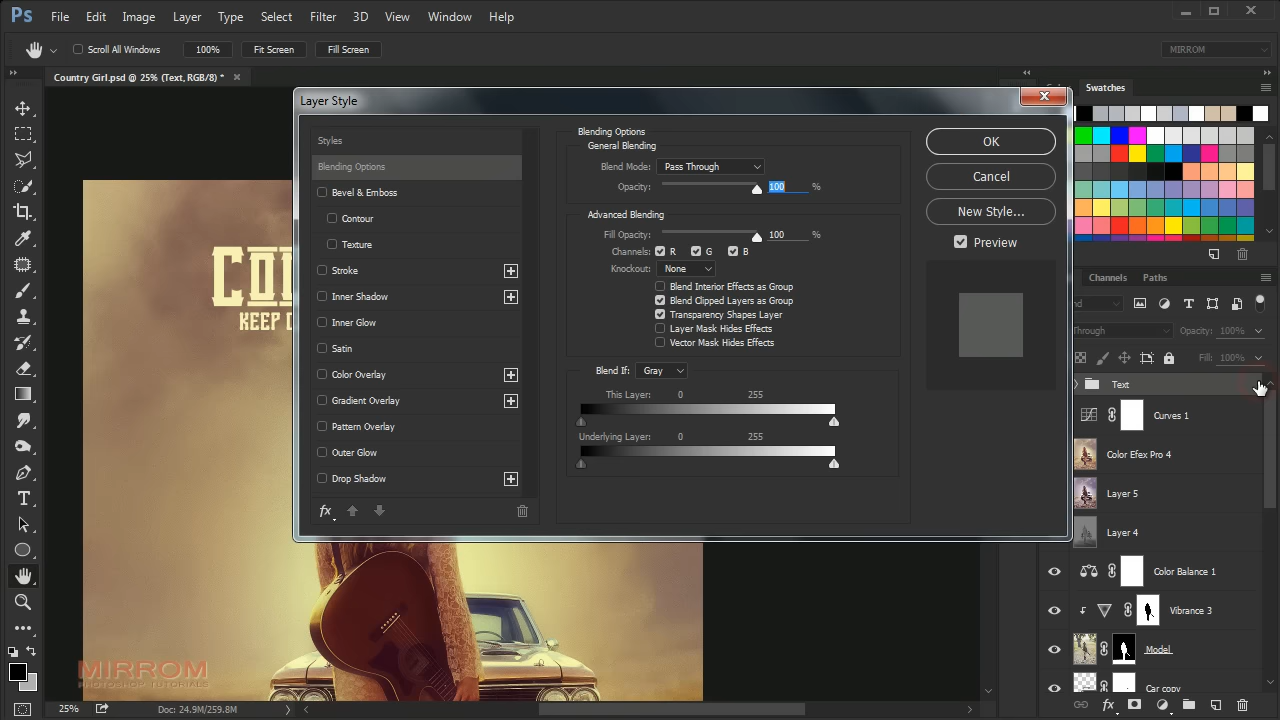 Ps File Edit Image Layer Type Select Filter 3D View Window Help
Scroll All Windows 100% Fit Screen Fill Screen MIRROM
Country Girl.psd @ 25% (Text, RGB/8) * ×
Swatches
Layer Style
Styles
Blending Options
Bevel & Emboss
Contour
Texture
Stroke
Inner Shadow
Inner Glow
Satin
Color Overlay
Gradient Overlay
Pattern Overlay
Outer Glow
Drop Shadow
fx
Blending Options
General Blending
Blend Mode: Pass Through
Opacity: 100 %
Advanced Blending
Fill Opacity: 100 %
Channels: R G B
Knockout: None
Blend Interior Effects as Group
Blend Clipped Layers as Group
Transparency Shapes Layer
Layer Mask Hides Effects
Vector Mask Hides Effects
Blend If: Gray
This Layer: 0 255
Underlying Layer: 0 255
OK
Cancel
New Style...
Preview
Channels Paths
Through Opacity: 100%
Fill: 100%
Text
Curves 1
Color Efex Pro 4
Layer 5
Layer 4
Color Balance 1
Vibrance 3
Model
Car copy
fx
KEEP
MIRROM
PHOTOSHOP TUTORIALS
25% Doc: 24.9M/259.8M